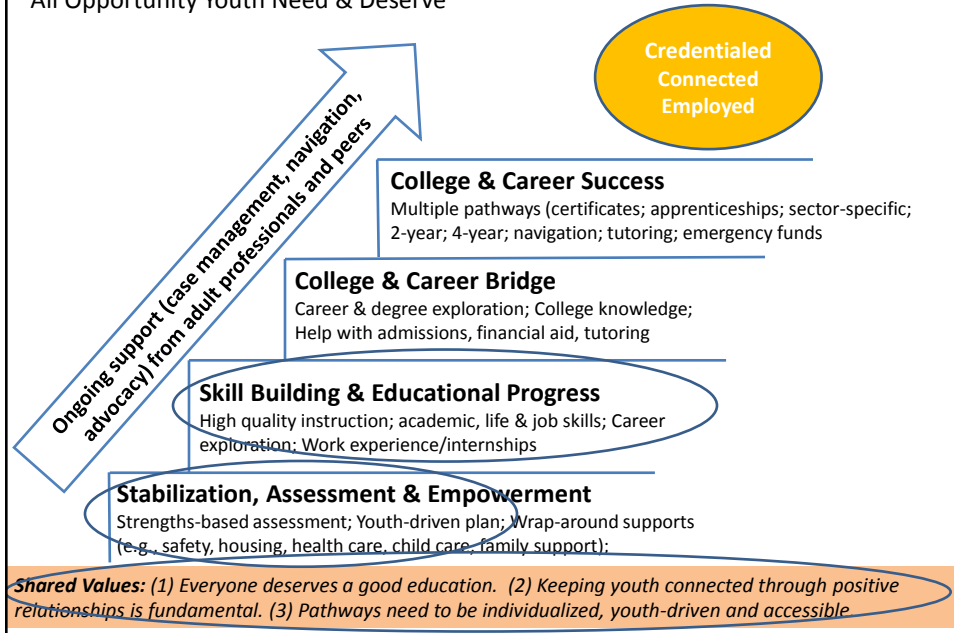 All Opportunity Youth Need & Deserve
Credentialed
Connected
Employed
Ongoing support (case management, navigation,
advocacy) from adult professionals and peers
College & Career Success
Multiple pathways (certificates; apprenticeships; sector-specific;
2-year; 4-year; navigation; tutoring; emergency funds
College & Career Bridge
Career & degree exploration; College knowledge;
Help with admissions, financial aid, tutoring
Skill Building & Educational Progress
High quality instruction; academic, life & job skills; Career
exploration; Work experience/internships
Stabilization, Assessment & Empowerment
Strengths-based assessment; Youth-driven plan; Wrap-around supports
(e.g., safety, housing, health care, child care, family support);
Shared Values: (1) Everyone deserves a good education. (2) Keeping youth connected through positive
relationships is fundamental. (3) Pathways need to be individualized, youth-driven and accessible